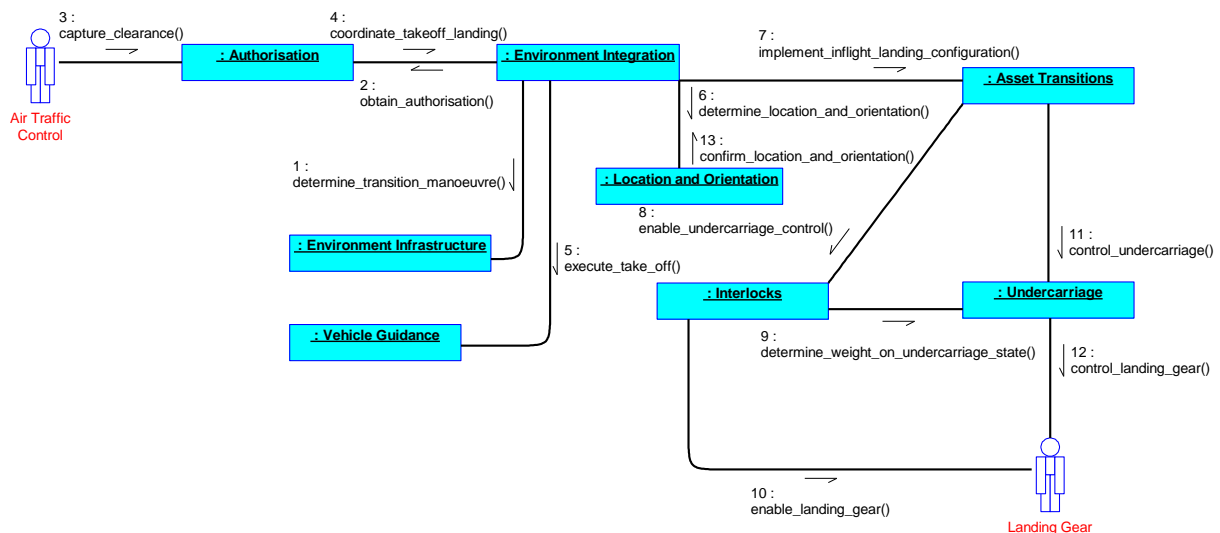 3 :
capture_clearance()
4 :
coordinate_takeoff_landing()
7 :
implement_inflight_landing_configuration()
: Authorisation
: Environment Integration
: Asset Transitions
2 :
obtain_authorisation()
6 :
determine_location_and_orientation()
Air Traffic
Control
13 :
confirm_location_and_orientation()
1 :
determine_transition_manoeuvre()
: Location and Orientation
8 :
enable_undercarriage_control()
: Environment Infrastructure
5 :
execute_take_off()
11 :
control_undercarriage()
: Interlocks
: Undercarriage
: Vehicle Guidance
9 :
determine_weight_on_undercarriage_state()
12 :
control_landing_gear()
10 :
enable_landing_gear()
Landing Gear